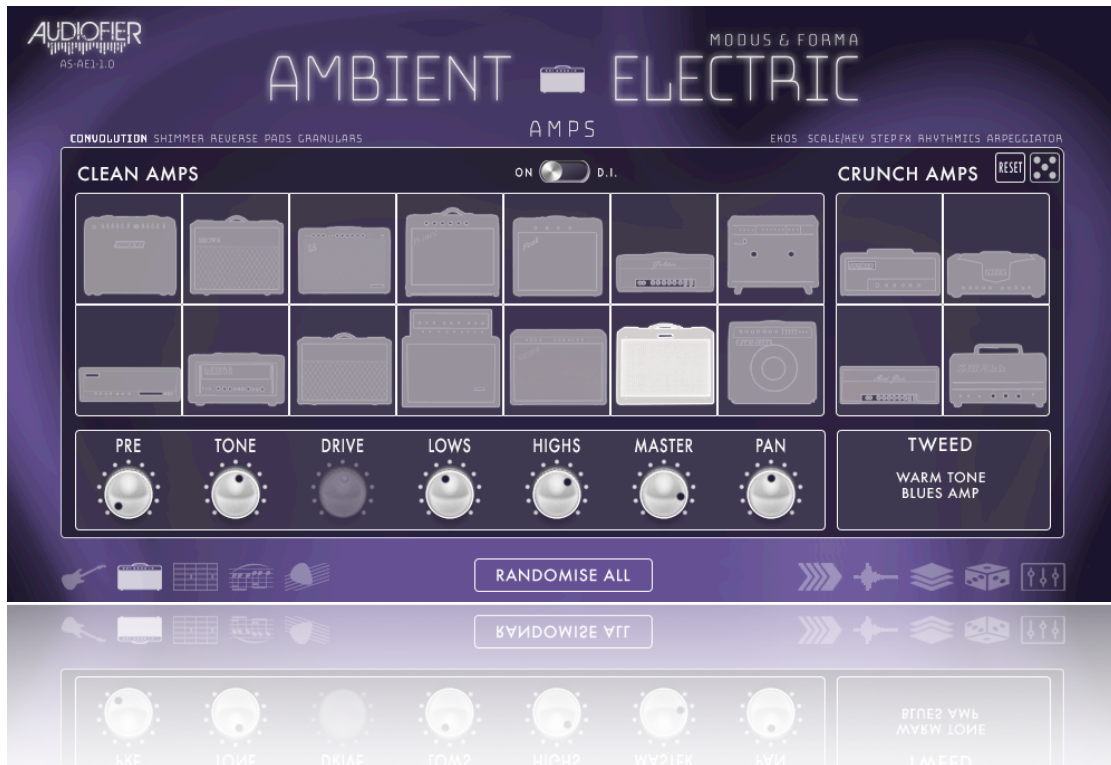 AUDIOFIER
AS-AE1-1.0
MODUS & FORMA
AMBIENT ELECTRIC
AMPS
CONVOLUTION SHIMMER REVERSE PADS GRANULARS
EKOS SCALE/KEY STEPFX RHYTHMICS ARPEGGIATOR
CLEAN AMPS
ON D.I.
CRUNCH AMPS
RESET
PRE TONE DRIVE LOWS HIGHS MASTER PAN
TWEED
WARM TONE
BLUES AMP
RANDOMISE ALL